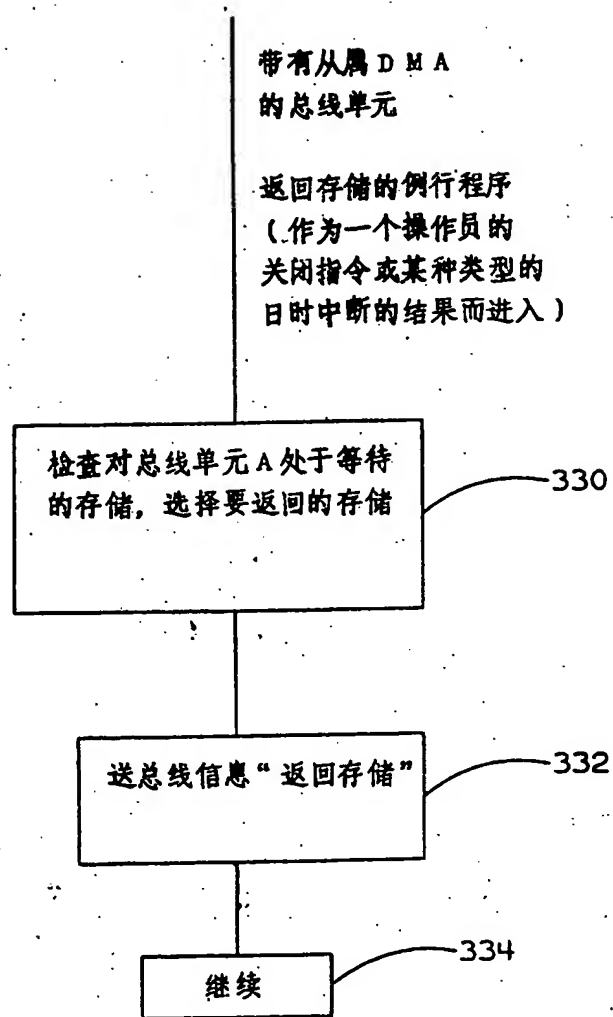 带有从属DMA
的总线单元
返回存储的例行程序
(作为一个操作员的
关闭指令或某种类型的
日时中断的结果而进入)
检查对总线单元A处于等待
的存储,选择要返回的存储
330
送总线信息“返回存储”
332
继续
334